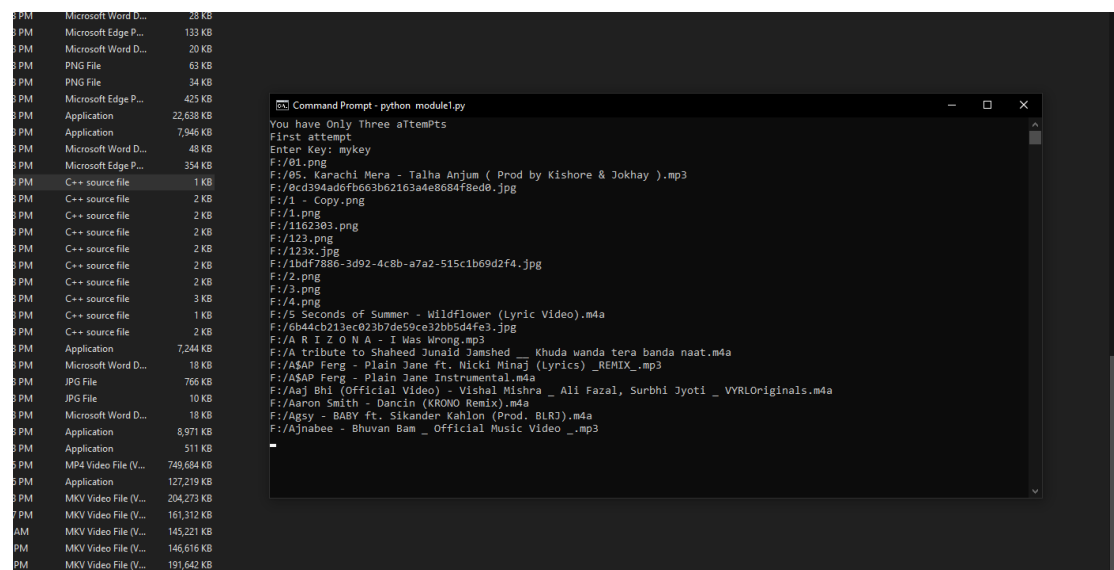 PM Microsoft Word D... 28 KB
PM Microsoft Edge P... 133 KB
PM Microsoft Word D... 20 KB
PM PNG File 63 KB
PM PNG File 34 KB
PM Microsoft Edge P... 425 KB
PM Application 22,638 KB
PM Application 7,946 KB
PM Microsoft Word D... 48 KB
PM Microsoft Edge P... 354 KB
PM C++ source file 1 KB
PM C++ source file 2 KB
PM C++ source file 2 KB
PM C++ source file 2 KB
PM C++ source file 2 KB
PM C++ source file 2 KB
PM C++ source file 2 KB
PM C++ source file 3 KB
PM C++ source file 1 KB
PM C++ source file 2 KB
PM Application 7,244 KB
PM Microsoft Word D... 18 KB
PM JPG File 766 KB
PM JPG File 10 KB
PM Microsoft Word D... 18 KB
PM Application 8,971 KB
PM Application 511 KB
PM MP4 Video File (V... 749,684 KB
PM Application 127,219 KB
PM MKV Video File (V... 204,273 KB
PM MKV Video File (V... 161,312 KB
AM MKV Video File (V... 145,221 KB
PM MKV Video File (V... 146,616 KB
PM MKV Video File (V... 191,642 KB
Command Prompt - python module1.py
You have Only Three aTtemPts
First attempt
Enter Key: mykey
F:/01.png
F:/05. Karachi Mera - Talha Anjum ( Prod by Kishore & Jokhay ).mp3
F:/0cd394ad6fb663b62163a4e8684f8ed0.jpg
F:/1 - Copy.png
F:/1.png
F:/1162303.png
F:/123.png
F:/123x.jpg
F:/1bdf7886-3d92-4c8b-a7a2-515c1b69d2f4.jpg
F:/2.png
F:/3.png
F:/4.png
F:/5 Seconds of Summer - Wildflower (Lyric Video).m4a
F:/6b44cb213ec023b7de59ce32bb5d4fe3.jpg
F:/A R I Z O N A - I Was Wrong.mp3
F:/A tribute to Shaheed Junaid Jamshed __ Khuda wanda tera banda naat.m4a
F:/A$AP Ferg - Plain Jane ft. Nicki Minaj (Lyrics) _REMIX_.mp3
F:/A$AP Ferg - Plain Jane Instrumental.m4a
F:/Aaj Bhi (Official Video) - Vishal Mishra _ Ali Fazal, Surbhi Jyoti _ VYRLOriginals.m4a
F:/Aaron Smith - Dancin (KRONO Remix).m4a
F:/Agsy - BABY ft. Sikander Kahlon (Prod. BLRJ).m4a
F:/Ajnabee - Bhuvan Bam _ Official Music Video _.mp3